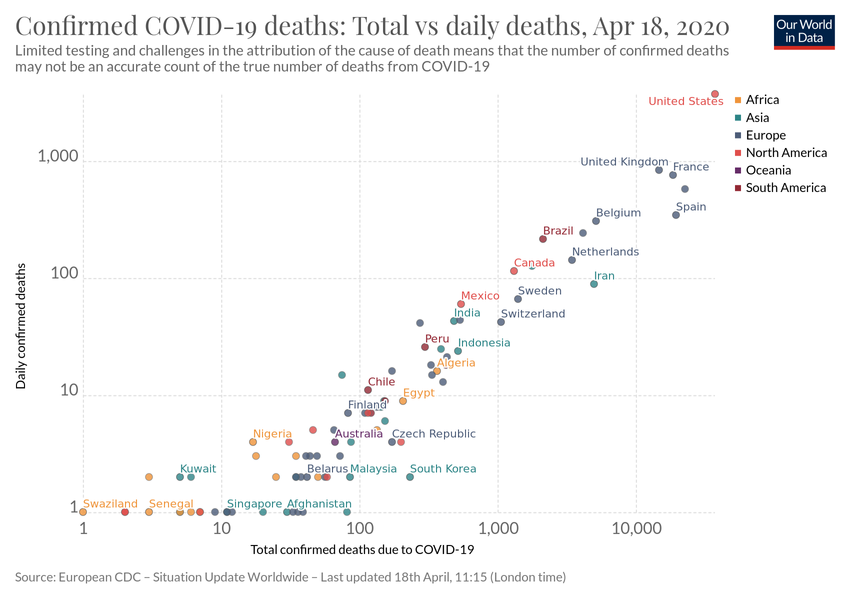 Confirmed COVID-19 deaths: Total vs daily deaths, Apr 18, 2020
Our World
in Data
Limited testing and challenges in the attribution of the cause of death means that the number of confirmed deaths
may not be an accurate count of the true number of deaths from COVID-19
United States
Africa
Asia
Europe
North America
Oceania
South America
1,000
United Kingdom
France
Spain
Belgium
Brazil
Netherlands
Canada
100
Iran
Sweden
Mexico
India
Switzerland
Peru
Indonesia
Algeria
Chile
10
Egypt
Finland
Nigeria
Australia
Czech Republic
Kuwait
Belarus
Malaysia
South Korea
1
Swaziland
Senegal
Singapore
Afghanistan
Daily confirmed deaths
1
10
100
1,000
10,000
Total confirmed deaths due to COVID-19
Source: European CDC – Situation Update Worldwide – Last updated 18th April, 11:15 (London time)